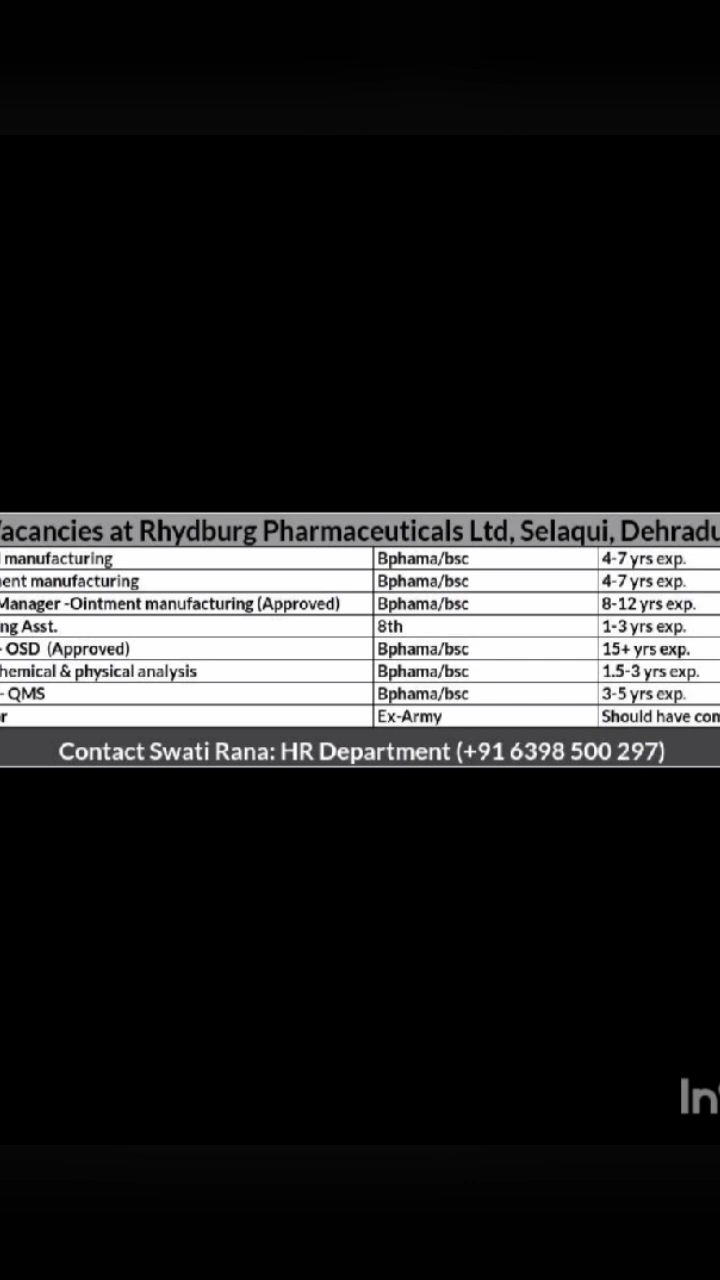 Vacancies at Rhydburg Pharmaceuticals Ltd, Selaqui, Dehradu
manufacturing Bphama/bsc 4-7 yrs exp.
ent manufacturing Bphama/bsc 4-7 yrs exp.
Manager -Ointment manufacturing (Approved) Bphama/bsc 8-12 yrs exp.
ng Asst. 8th 1-3 yrs exp.
- OSD (Approved) Bphama/bsc 15+ yrs exp.
hemical & physical analysis Bphama/bsc 1.5-3 yrs exp.
- QMS Bphama/bsc 3-5 yrs exp.
r Ex-Army Should have com
Contact Swati Rana: HR Department (+91 6398 500 297)
In